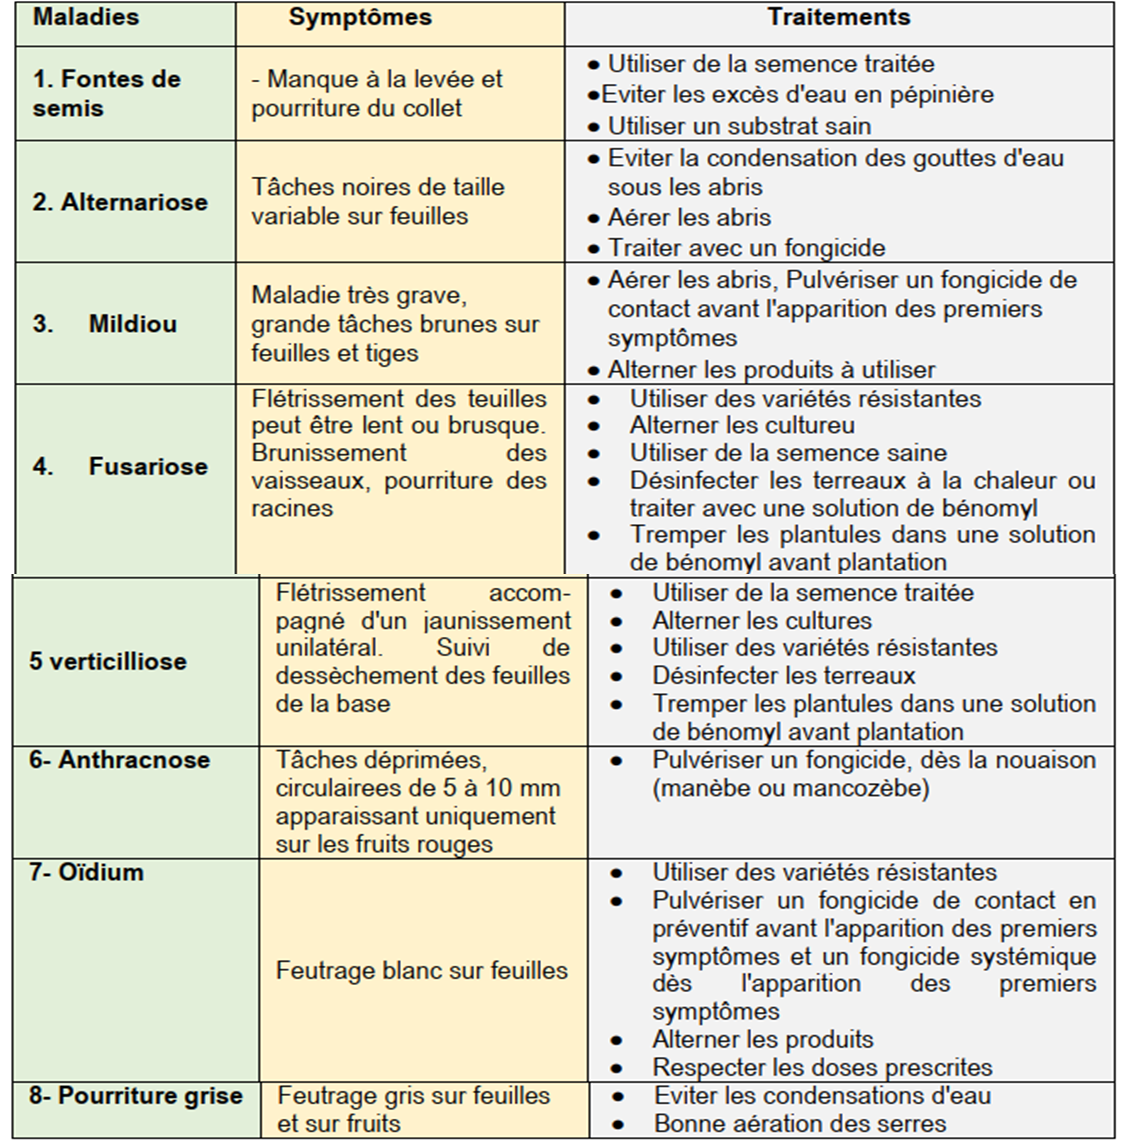 Maladies Symptômes Traitements
1. Fontes de
semis
- Manque à la levée et
pourriture du collet
• Utiliser de la semence traitée
•Eviter les excès d'eau en pépinière
• Utiliser un substrat sain
2. Alternariose
Tâches noires de taille
variable sur feuilles
• Eviter la condensation des gouttes d'eau
sous les abris
• Aérer les abris
• Traiter avec un fongicide
3. Mildiou
Maladie très grave,
grande tâches brunes sur
feuilles et tiges
• Aérer les abris, Pulvériser un fongicide de
contact avant l'apparition des premiers
symptômes
• Alterner les produits à utiliser
4. Fusariose
Flétrissement des teuilles
peut être lent ou brusque.
Brunissement des
vaisseaux, pourriture des
racines
• Utiliser des variétés résistantes
• Alterner les cultureu
• Utiliser de la semence saine
• Désinfecter les terreaux à la chaleur ou
traiter avec une solution de bénomyl
• Tremper les plantules dans une solution
de bénomyl avant plantation
5 verticilliose
Flétrissement accom-
pagné d'un jaunissement
unilatéral. Suivi de
dessèchement des feuilles
de la base
• Utiliser de la semence traitée
• Alterner les cultures
• Utiliser des variétés résistantes
• Désinfecter les terreaux
• Tremper les plantules dans une solution
de bénomyl avant plantation
6- Anthracnose
Tâches déprimées,
circulairees de 5 à 10 mm
apparaissant uniquement
sur les fruits rouges
• Pulvériser un fongicide, dès la nouaison
(manèbe ou mancozèbe)
7- Oïdium
Feutrage blanc sur feuilles
• Utiliser des variétés résistantes
• Pulvériser un fongicide de contact en
préventif avant l'apparition des premiers
symptômes et un fongicide systémique
dès l'apparition des premiers
symptômes
• Alterner les produits
• Respecter les doses prescrites
8- Pourriture grise
Feutrage gris sur feuilles
et sur fruits
• Eviter les condensations d'eau
• Bonne aération des serres